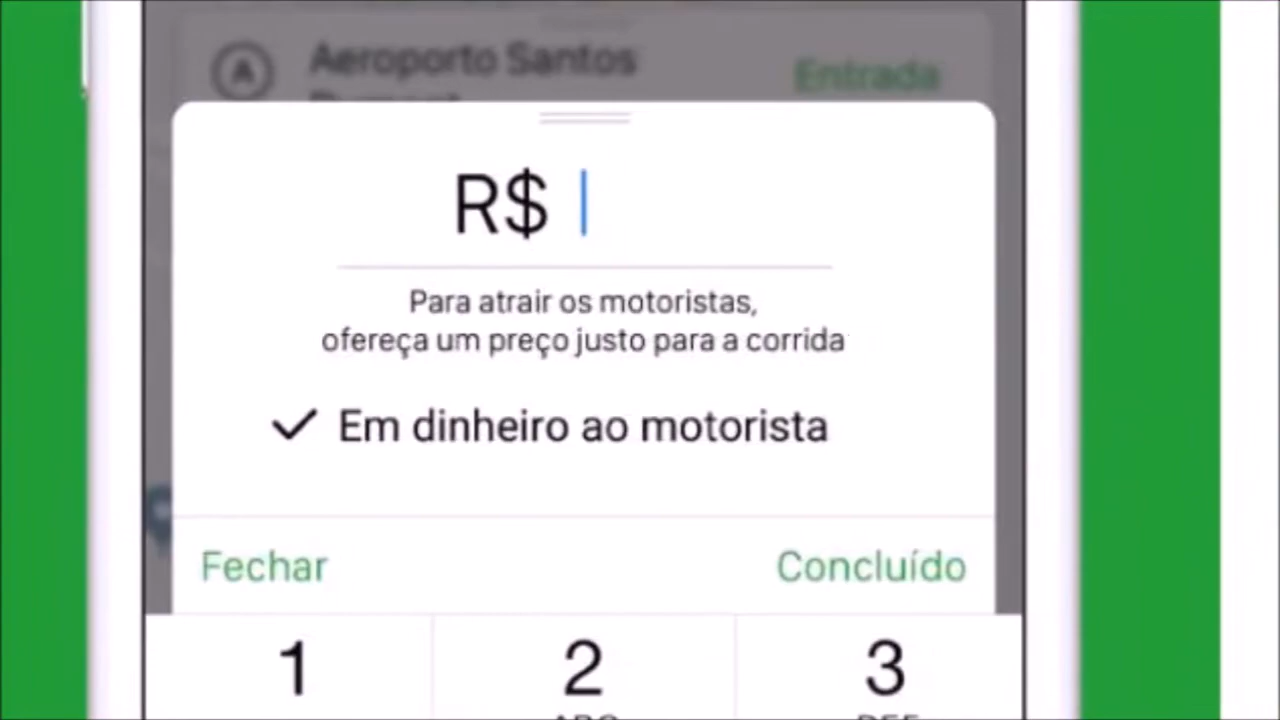 A
Aeroporto Santos
Entrada
R$
Para atrair os motoristas,
ofereça um preço justo para a corrida
Em dinheiro ao motorista
Fechar
Concluído
1
2
3